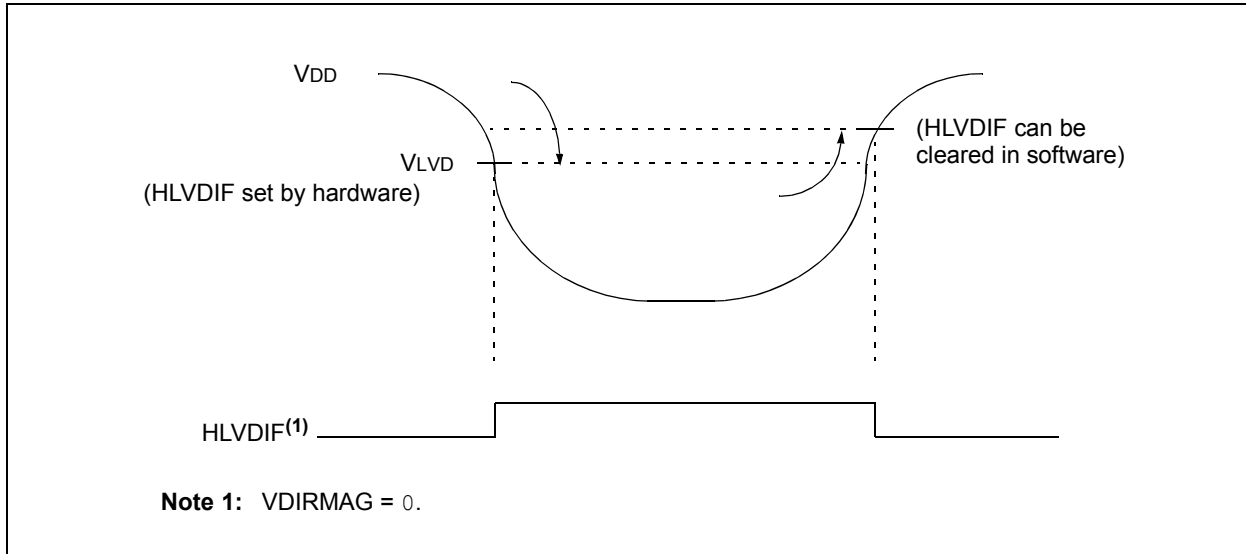 VDD
(HLVDIF can be
cleared in software)
VLVD
(HLVDIF set by hardware)
HLVDIF(1)
Note 1: VDIRMAG = 0.